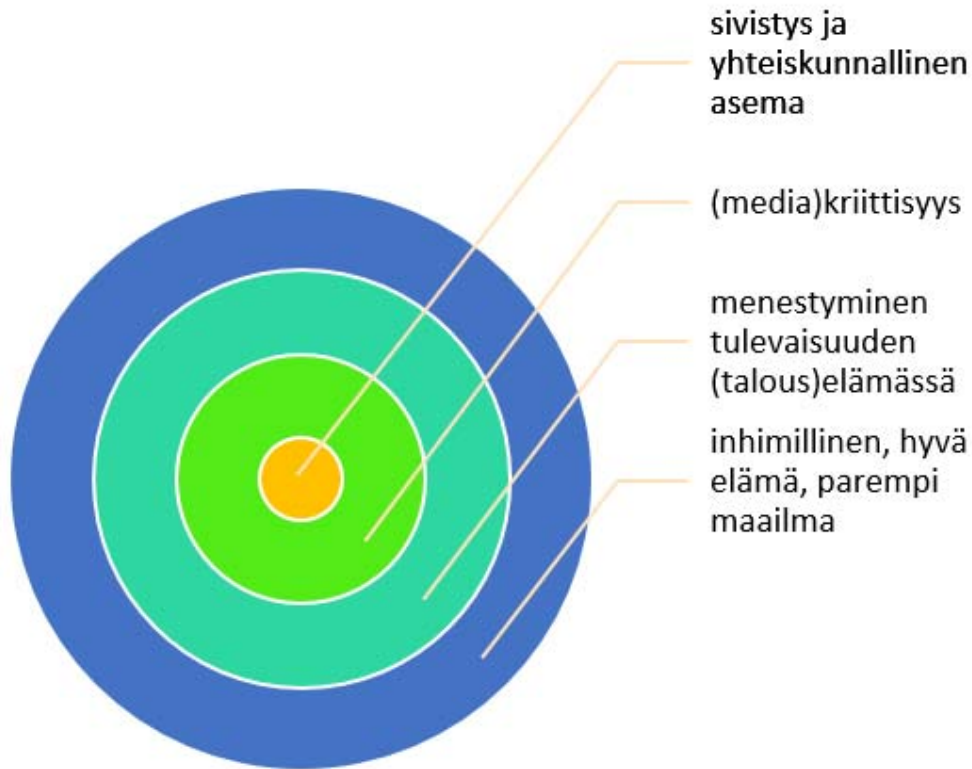 sivistys ja
yhteiskunnallinen
asema
(media)kriittisyys
menestyminen
tulevaisuuden
(talous)elämässä
inhimillinen, hyvä
elämä, parempi
maailma